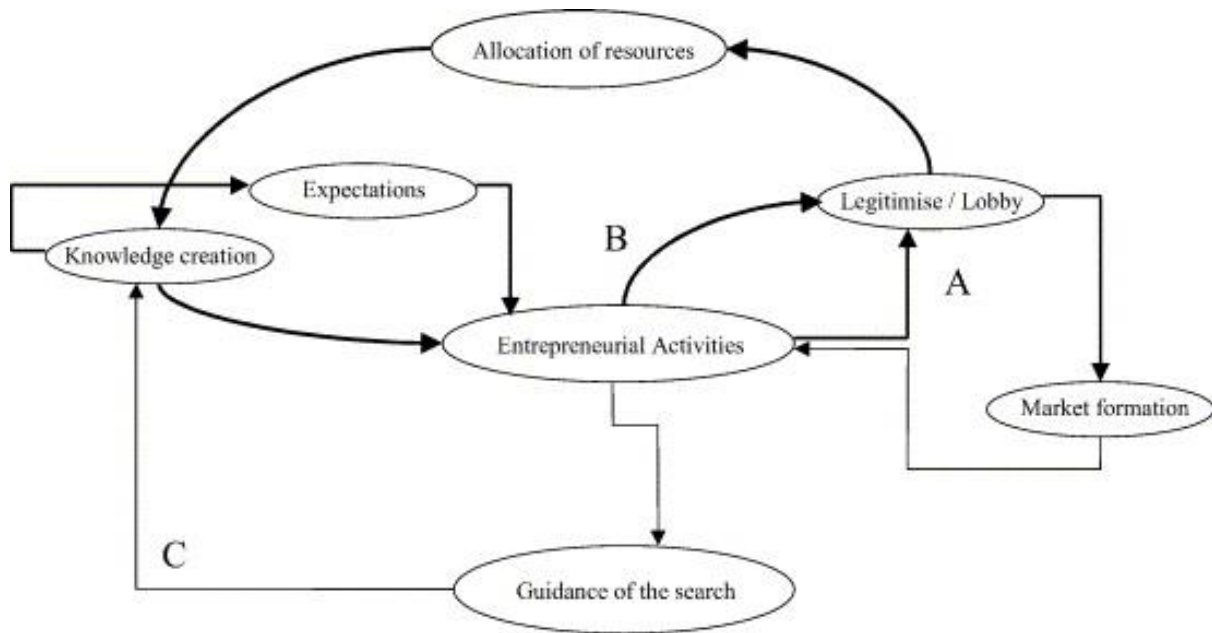 Allocation of resources
Expectations
Legitimise / Lobby
B
Knowledge creation
A
Entrepreneurial Activities
Market formation
C
Guidance of the search